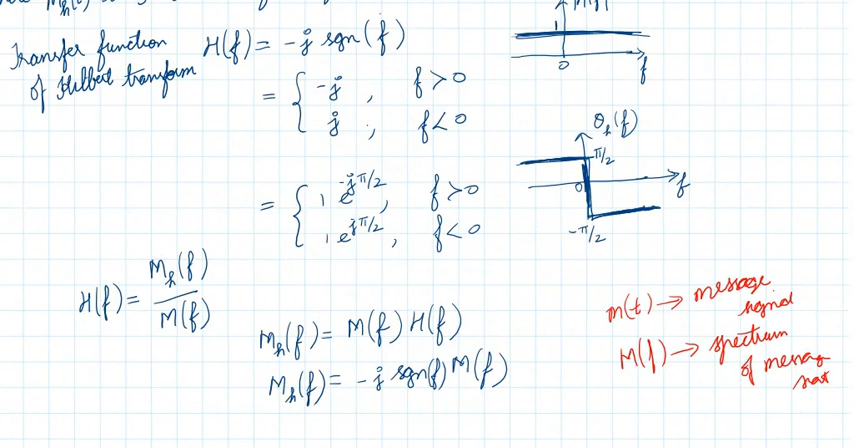 Transfer function H(f) = -j sgn(f)
of Hilbert transform
= { -j , f > 0
j , f < 0
= { 1 e^{-jπ/2}, f > 0
1 e^{jπ/2}, f < 0
1
0
f
θ_h(f)
π/2
0
f
-π/2
H(f) = M_h(f) / M(f)
M_h(f) = M(f) H(f)
M_h(f) = -j sgn(f) M(f)
m(t) → message
signal
M(f) → spectrum
of message